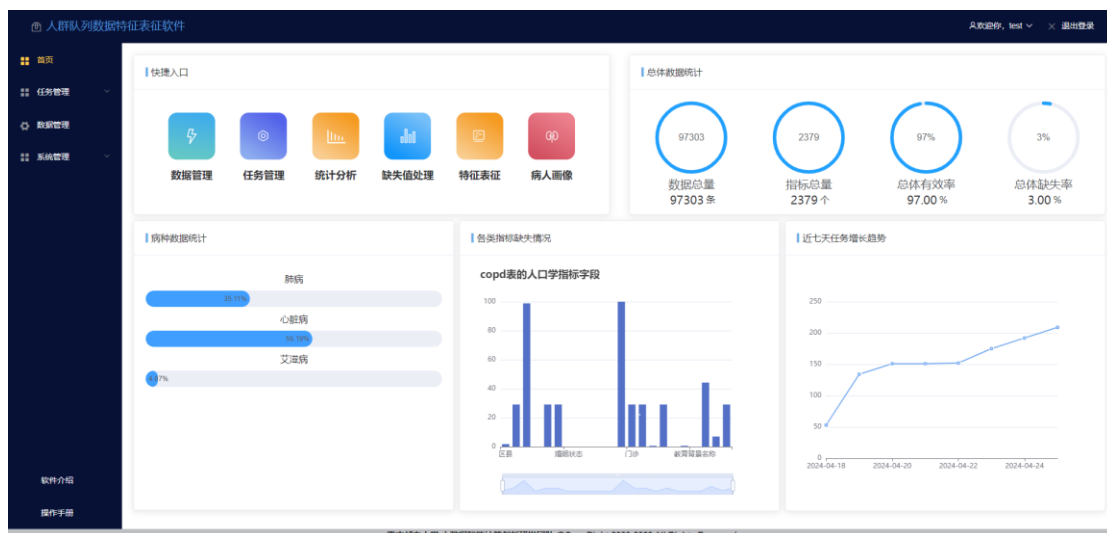 人群队列数据特征表征软件
欢迎你，test
退出登录
首页
任务管理
数据管理
系统管理
软件介绍
操作手册
快捷入口
数据管理 任务管理 统计分析 缺失值处理 特征表征 病人画像
总体数据统计
97303 2379 97% 3%
数据总量 指标总量 总体有效率 总体缺失率
97303 条 2379 个 97.00 % 3.00 %
病种数据统计
肺病
35.11%
心脏病
56.19%
艾滋病
各类指标缺失情况
copd表的人口学指标字段
100
80
60
40
20
0
区县 婚姻状态 门诊 教育背景名称
近七天任务增长趋势
250
200
150
100
50
0
2024-04-18 2024-04-20 2024-04-22 2024-04-24